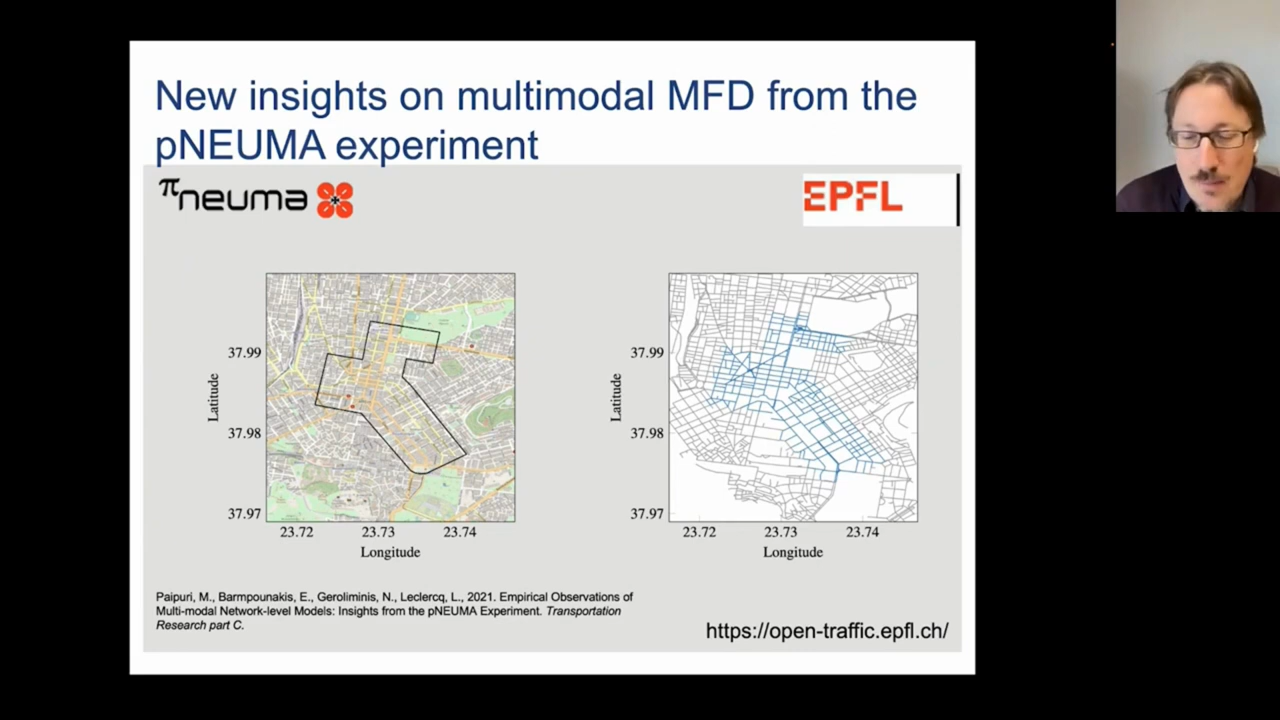 New insights on multimodal MFD from the
pNEUMA experiment
πneuma
EPFL
37.99
37.98
37.97
Latitude
23.72 23.73 23.74
Longitude
37.99
37.98
37.97
Latitude
23.72 23.73 23.74
Longitude
Paipuri, M., Barmpounakis, E., Geroliminis, N., Leclercq, L., 2021. Empirical Observations of
Multi-modal Network-level Models: Insights from the pNEUMA Experiment. Transportation
Research part C.
https://open-traffic.epfl.ch/